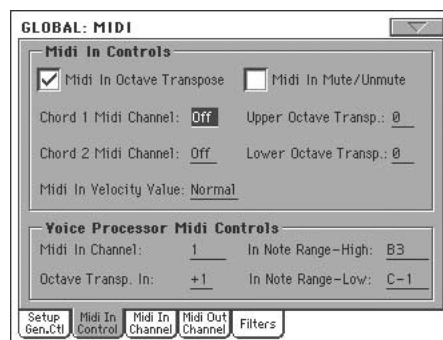 GLOBAL: MIDI
Midi In Controls
Midi In Octave Transpose Midi In Mute/Unmute
Chord 1 Midi Channel: Off Upper Octave Transp.: 0
Chord 2 Midi Channel: Off Lower Octave Transp.: 0
Midi In Velocity Value: Normal
Voice Processor Midi Controls
Midi In Channel: 1 In Note Range-High: B3
Octave Transp. In: +1 In Note Range-Low: C-1
Setup Midi In Midi In Midi Out Filters
Gen.Ctl Control Channel Channel